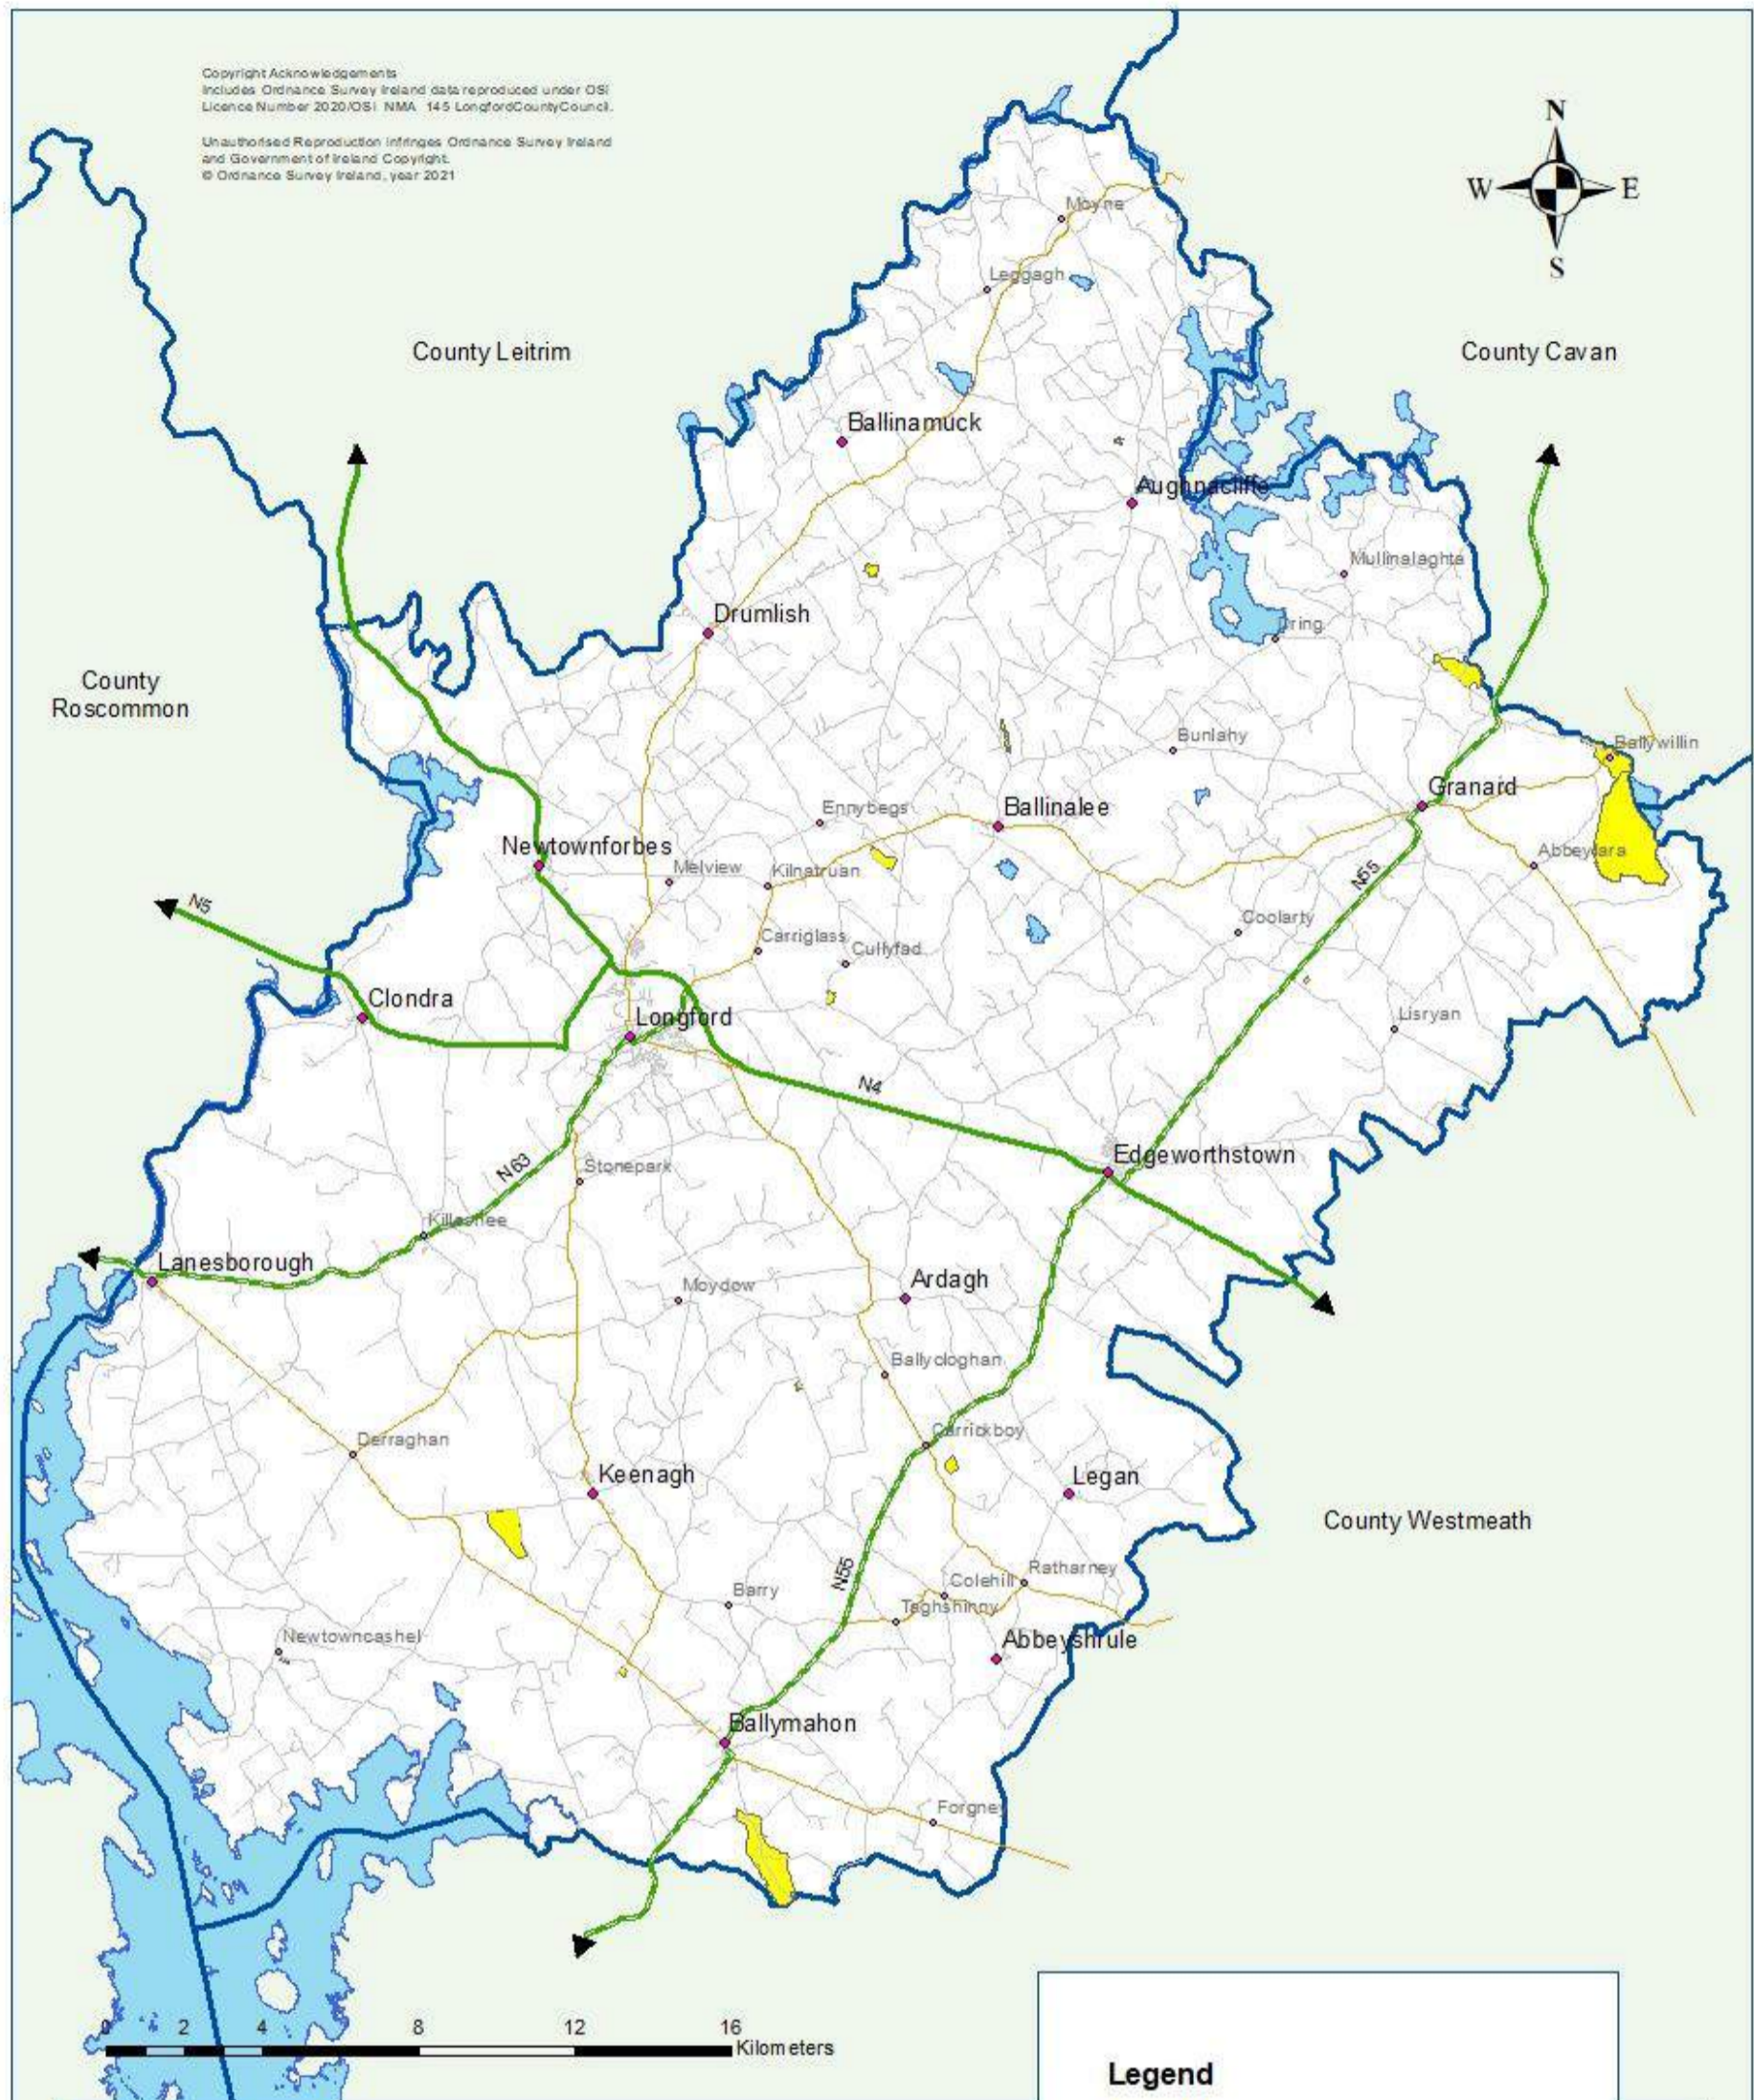 Copyright Acknowledgements
Includes Ordnance Survey Ireland data reproduced under OSi
Licence Number 2020/OSi NMA 145 LongfordCountyCouncil.
Unauthorised Reproduction infringes Ordnance Survey Ireland
and Government of Ireland Copyright.
© Ordnance Survey Ireland, year 2021
N
W E
S
Moyne
Leggagh
County Leitrim
County Cavan
Ballinamuck
Aughnacliffe
Mullinalaghta
Drumlish
Dring
County
Roscommon
Bunlahy
Ballywillin
Granard
Ennybegs
Ballinalee
Newtownforbes
Melview
Kilnatruan
Abbeylara
N55
N5
Coolarty
Carriglass
Cullyfad
Clondra
Longford
Lisryan
N4
Edgeworthstown
N63
Stonepark
Killashee
Lanesborough
Moydow
Ardagh
Ballycloghan
Derraghan
Carrickboy
Keenagh
Legan
County Westmeath
N55
Barry
Colehill
Ratharney
Taghshinny
Newtowncashel
Abbeyshrule
Ballymahon
Forgney
0 2 4 8 12 16
Kilometers
Legend